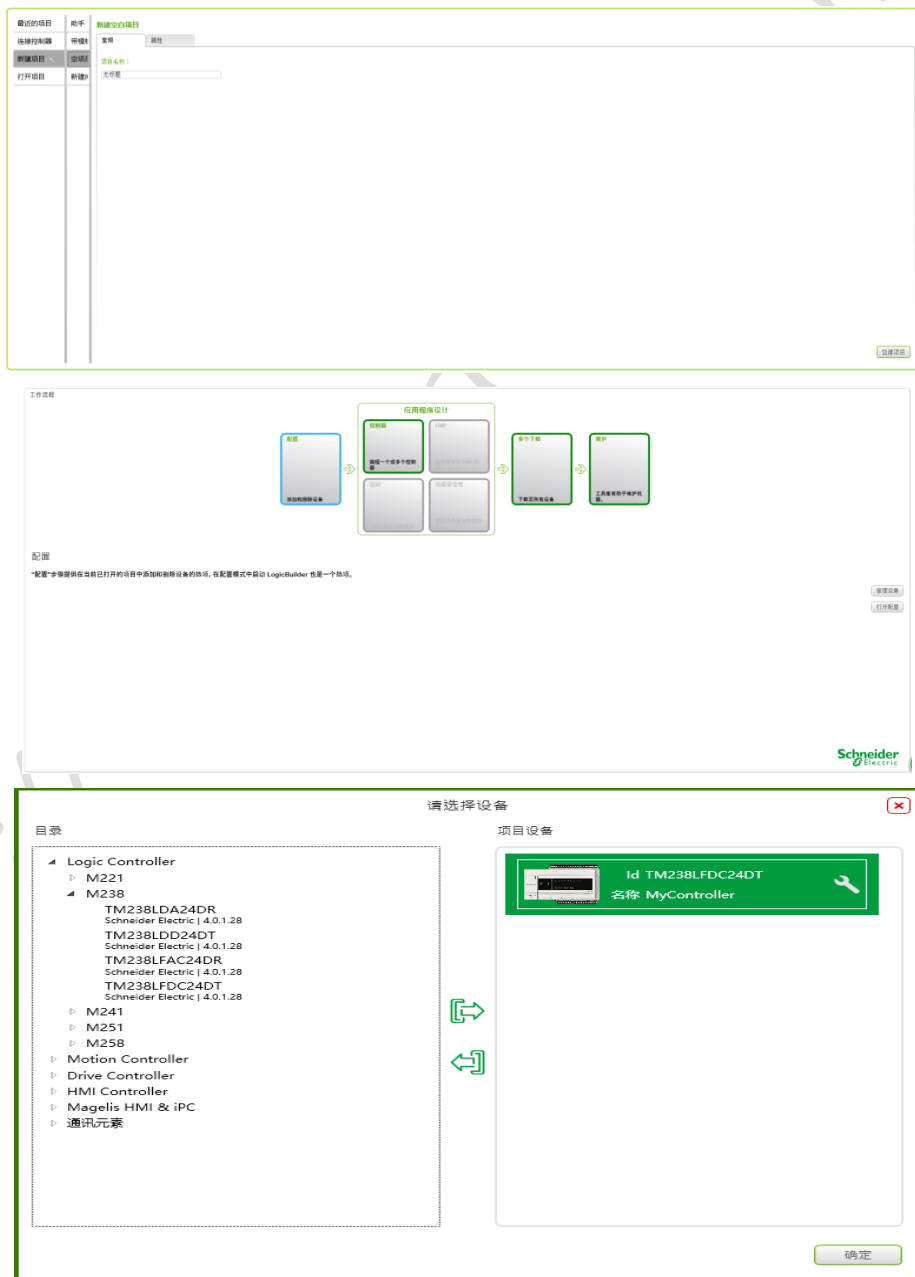 最近的项目
助手
新建空白项目
连接控制器
常规
属性
新建项目
项目名称：
打开项目
无标题
创建项目
工作流程
应用程序设计
配置
控制器
多个下载
维护
编程一个或多个控制器
添加和删除设备
下载至所有设备
工具集有助于维护机器。
配置
“配置”步骤提供在当前已打开的项目中添加和删除设备的热项。在配置模式中启动 LogicBuilder 也是一个热项。
管理设备
打开配置
Schneider
Electric
请选择设备
目录
项目设备
Logic Controller
M221
M238
TM238LDA24DR
Schneider Electric | 4.0.1.28
TM238LDD24DT
Schneider Electric | 4.0.1.28
TM238LFAC24DR
Schneider Electric | 4.0.1.28
TM238LFDC24DT
Schneider Electric | 4.0.1.28
M241
M251
M258
Motion Controller
Drive Controller
HMI Controller
Magelis HMI & iPC
通讯元素
Id TM238LFDC24DT
名称 MyController
确定